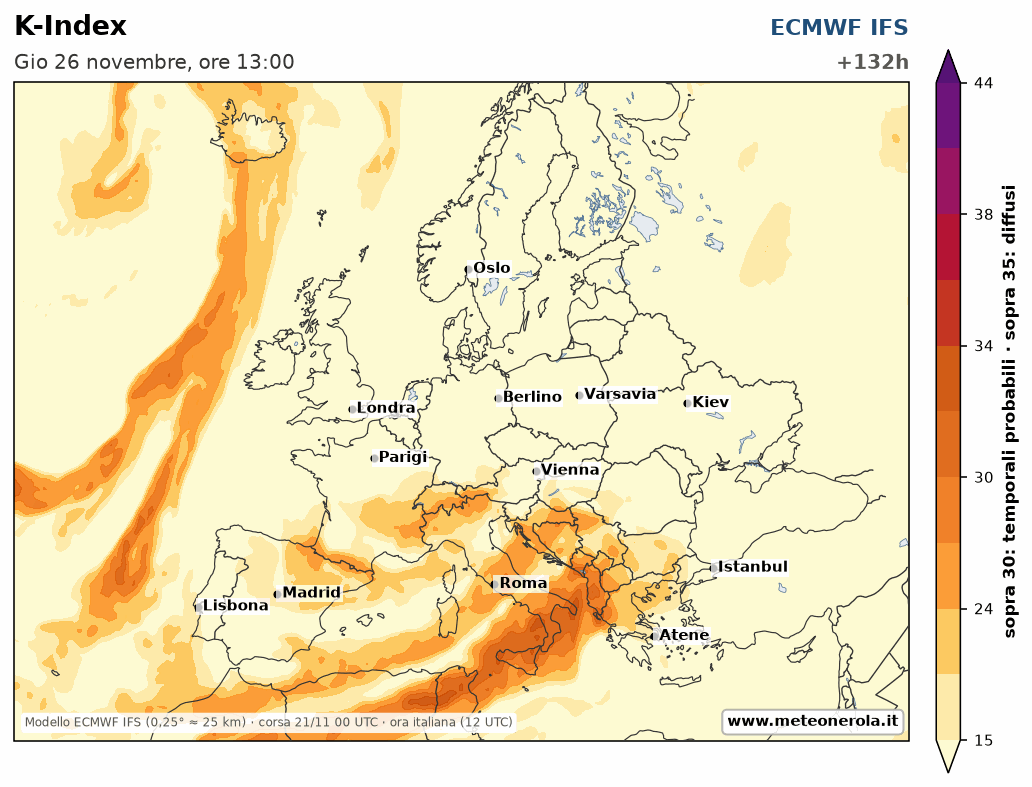 K-Index
ECMWF IFS
Gio 26 novembre, ore 13:00
+132h
Oslo
Londra
Berlino
Varsavia
Kiev
Parigi
Vienna
Istanbul
Roma
Madrid
Lisbona
Atene
Modello ECMWF IFS (0,25° ≈ 25 km) · corsa 21/11 00 UTC · ora italiana (12 UTC)
www.meteonerola.it
44
38
34
30
24
15
sopra 30: temporali probabili · sopra 35: diffusi